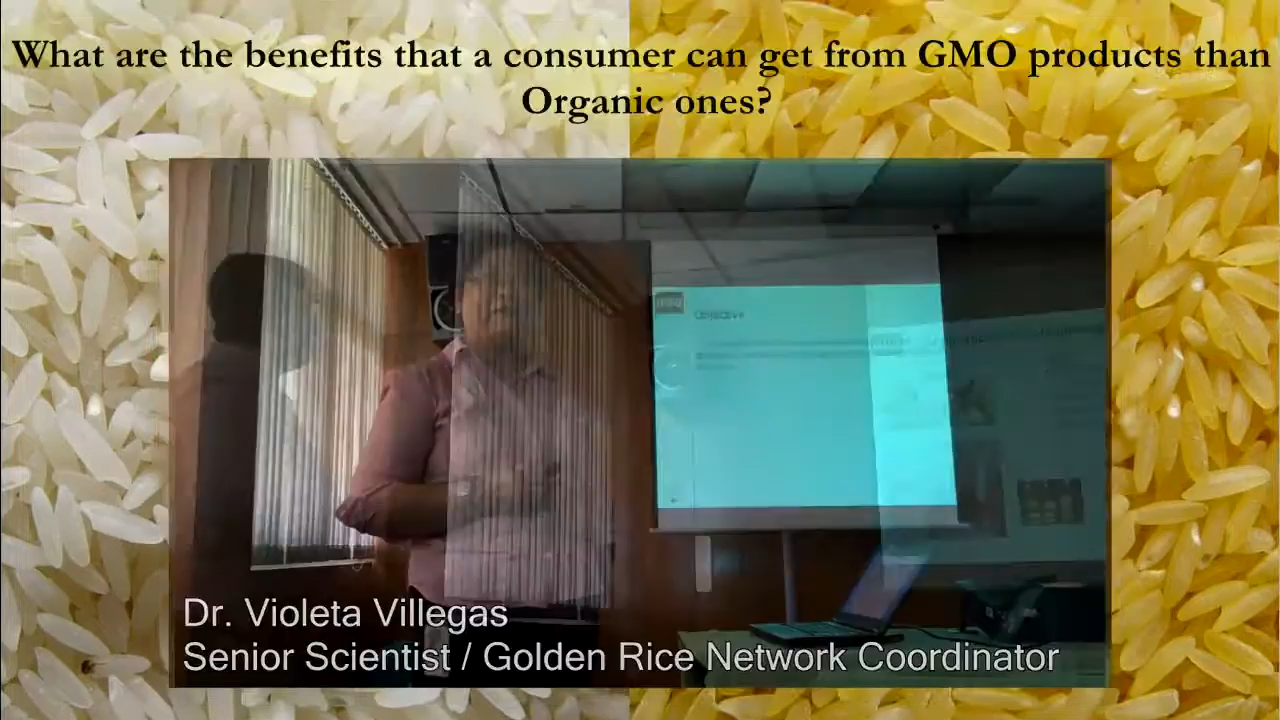 What are the benefits that a consumer can get from GMO products than
Organic ones?
Objective
Dr. Violeta Villegas
Senior Scientist / Golden Rice Network Coordinator